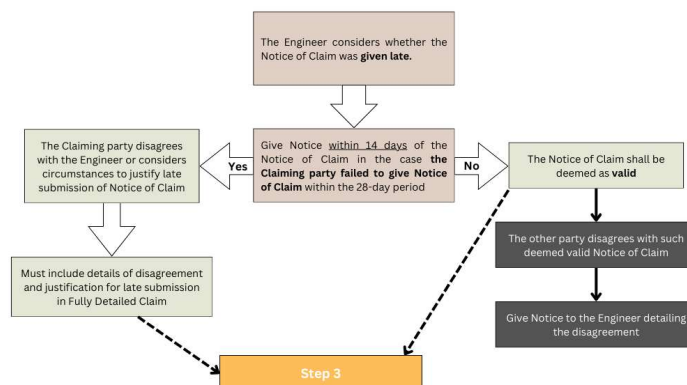 The Engineer considers whether the
Notice of Claim was given late.
The Claiming party disagrees
with the Engineer or considers
circumstances to justify late
submission of Notice of Claim
Yes
Give Notice within 14 days of the
Notice of Claim in the case the
Claiming party failed to give Notice
of Claim within the 28-day period
No
The Notice of Claim shall be
deemed as valid
The other party disagrees with such
deemed valid Notice of Claim
Must include details of disagreement
and justification for late submission
in Fully Detailed Claim
Give Notice to the Engineer detailing
the disagreement
Step 3